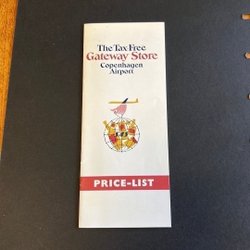 The Tax Free
Gateway Store
Copenhagen
Airport
PRICE-LIST